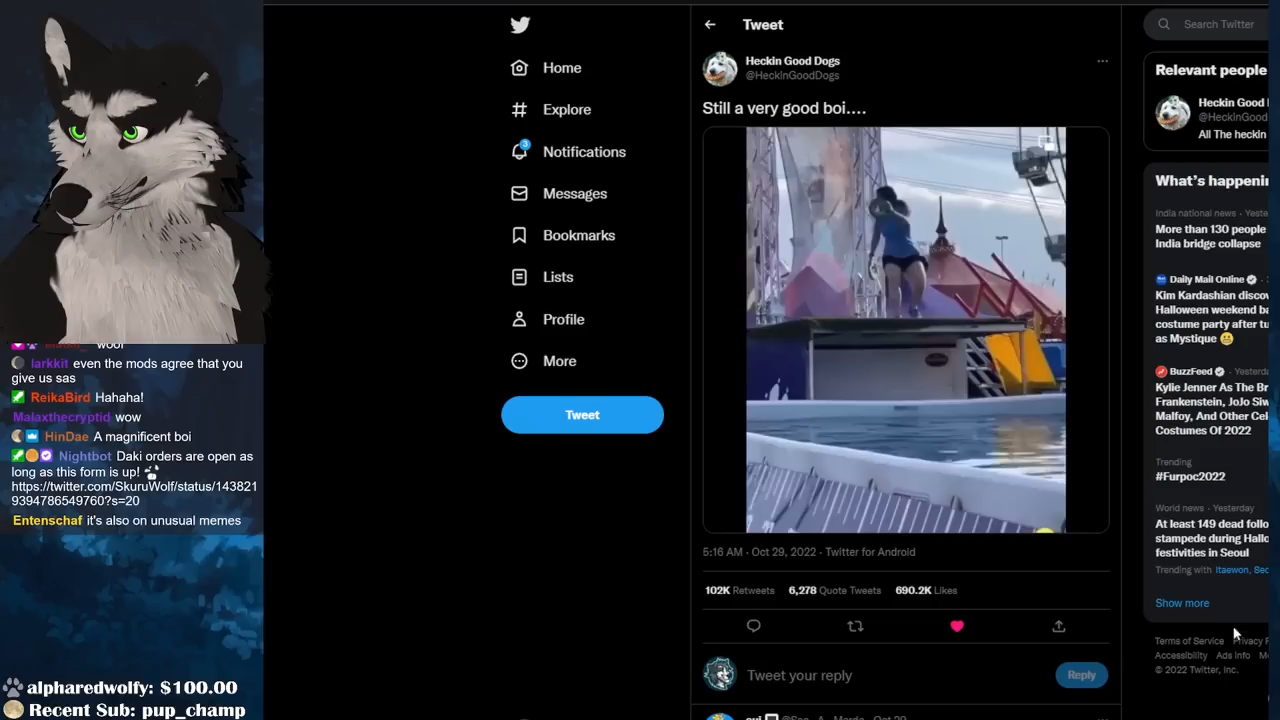 woof
larkkit even the mods agree that you
give us sas
ReikaBird Hahaha!
Malaxthecryptid wow
HinDae A magnificent boi
Nightbot Daki orders are open as
long as this form is up!
https://twitter.com/SkuruWolf/status/143821
9394786549760?s=20
Entenschaf it's also on unusual memes
alpharedwolfy: $100.00
Recent Sub: pup_champ
Home
Explore
3
Notifications
Messages
Bookmarks
Lists
Profile
More
Tweet
Tweet
Heckin Good Dogs
@HeckinGoodDogs
Still a very good boi....
5:16 AM · Oct 29, 2022 · Twitter for Android
102K Retweets 6,278 Quote Tweets 690.2K Likes
Tweet your reply
Reply
Search Twitter
Relevant people
Heckin Good
@HeckinGood
All The heckin
What's happenin
India national news · Yeste
More than 130 people
India bridge collapse
Daily Mail Online ·
Kim Kardashian discov
Halloween weekend ba
costume party after tu
as Mystique
BuzzFeed · Yesterda
Kylie Jenner As The Br
Frankenstein, JoJo Siw
Malfoy, And Other Cel
Costumes Of 2022
Trending
#Furpoc2022
World news · Yesterday
At least 149 dead follo
stampede during Hallo
festivities in Seoul
Trending with Itaewon, Seo
Show more
Terms of Service Privacy P
Accessibility Ads info Mo
© 2022 Twitter, Inc.